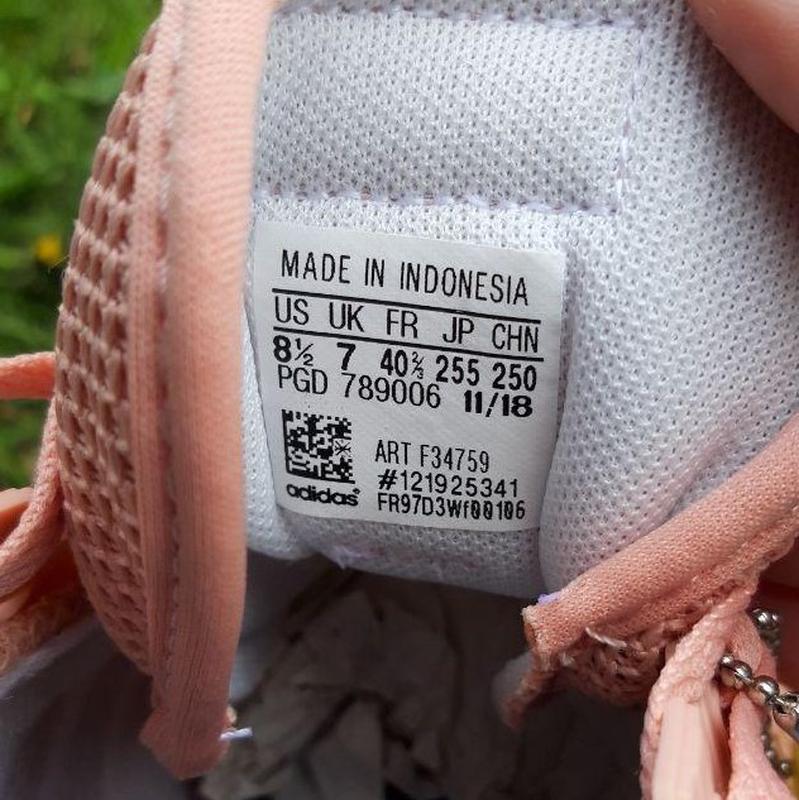 MADE IN INDONESIA
US UK FR JP CHN
8½ 7 40⅔ 255 250
PGD 789006 11/18
ART F34759
#121925341
adidas FR97D3Wf00106